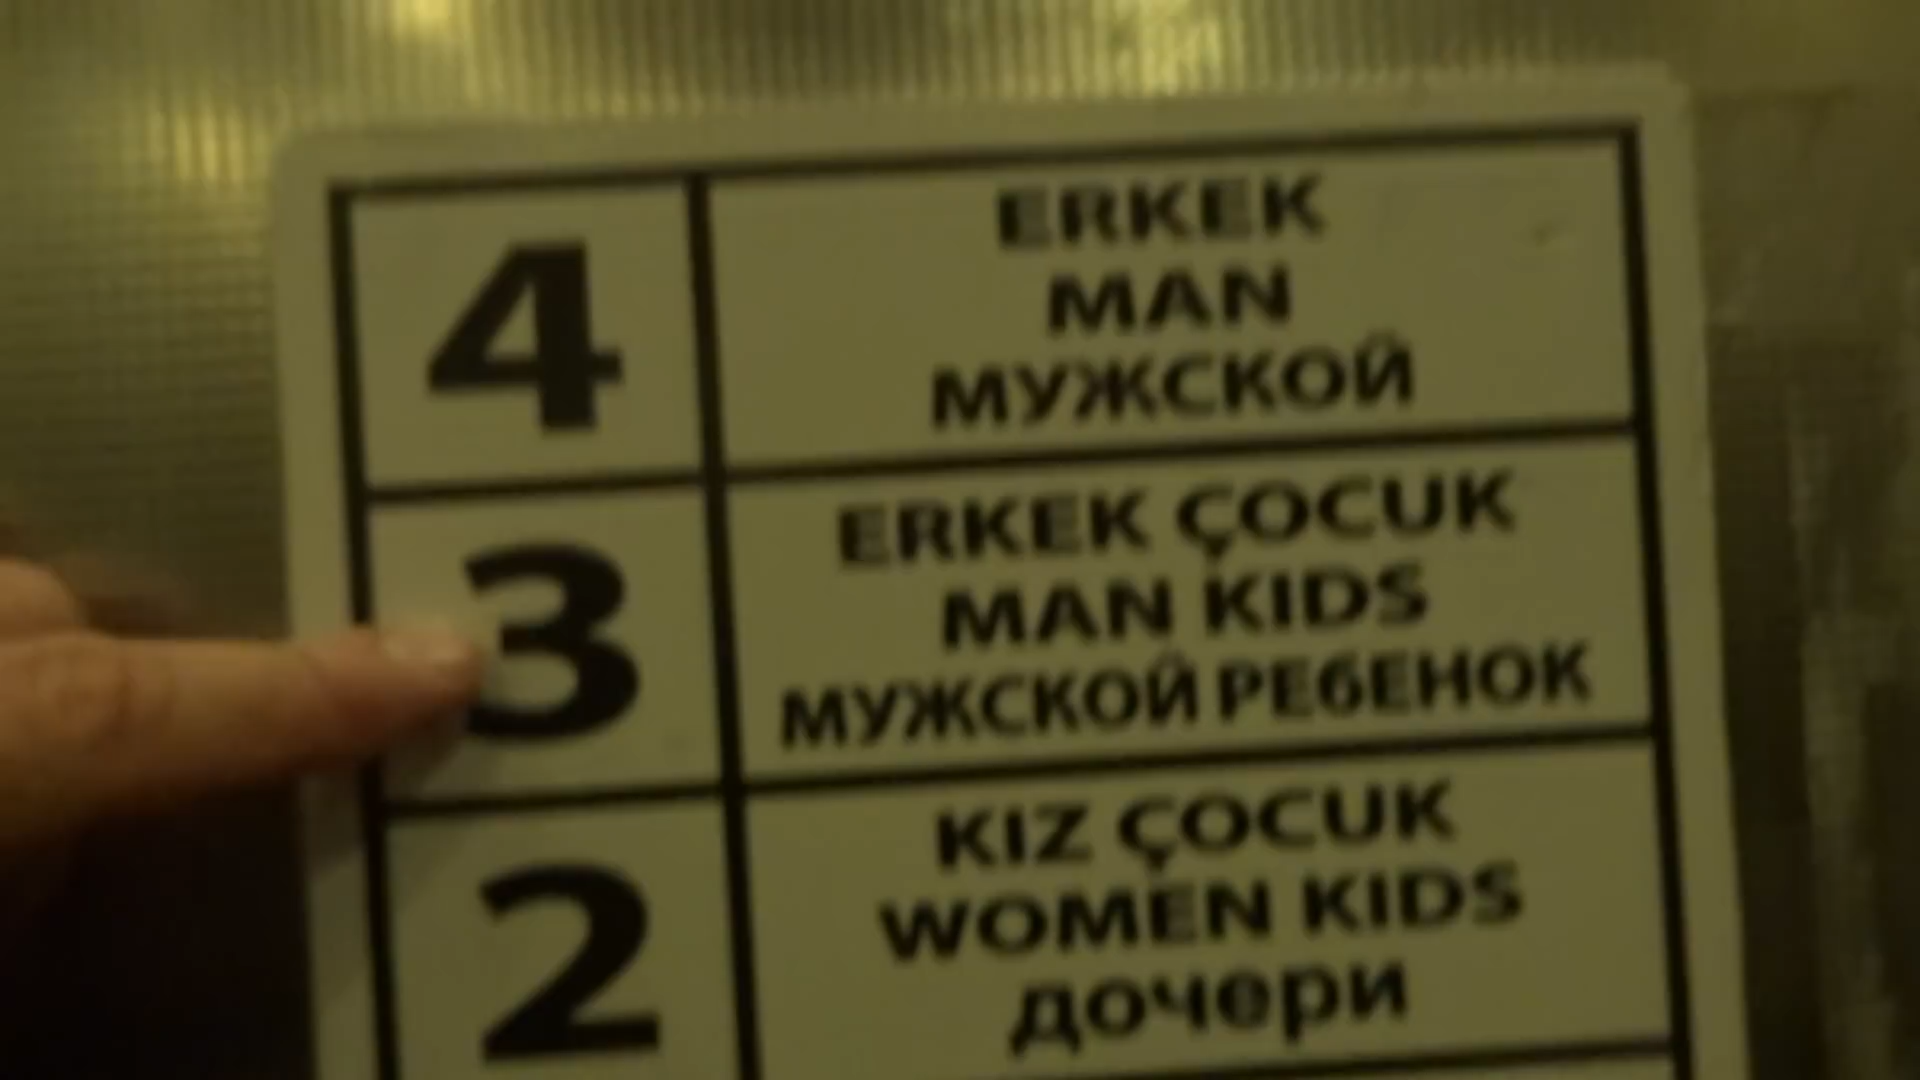 4
ERKEK
MAN
МУЖСКОЙ
3
ERKEK ÇOCUK
MAN KIDS
МУЖСКОЙ РЕбЕНОК
2
KIZ ÇOCUK
WOMEN KIDS
дочери